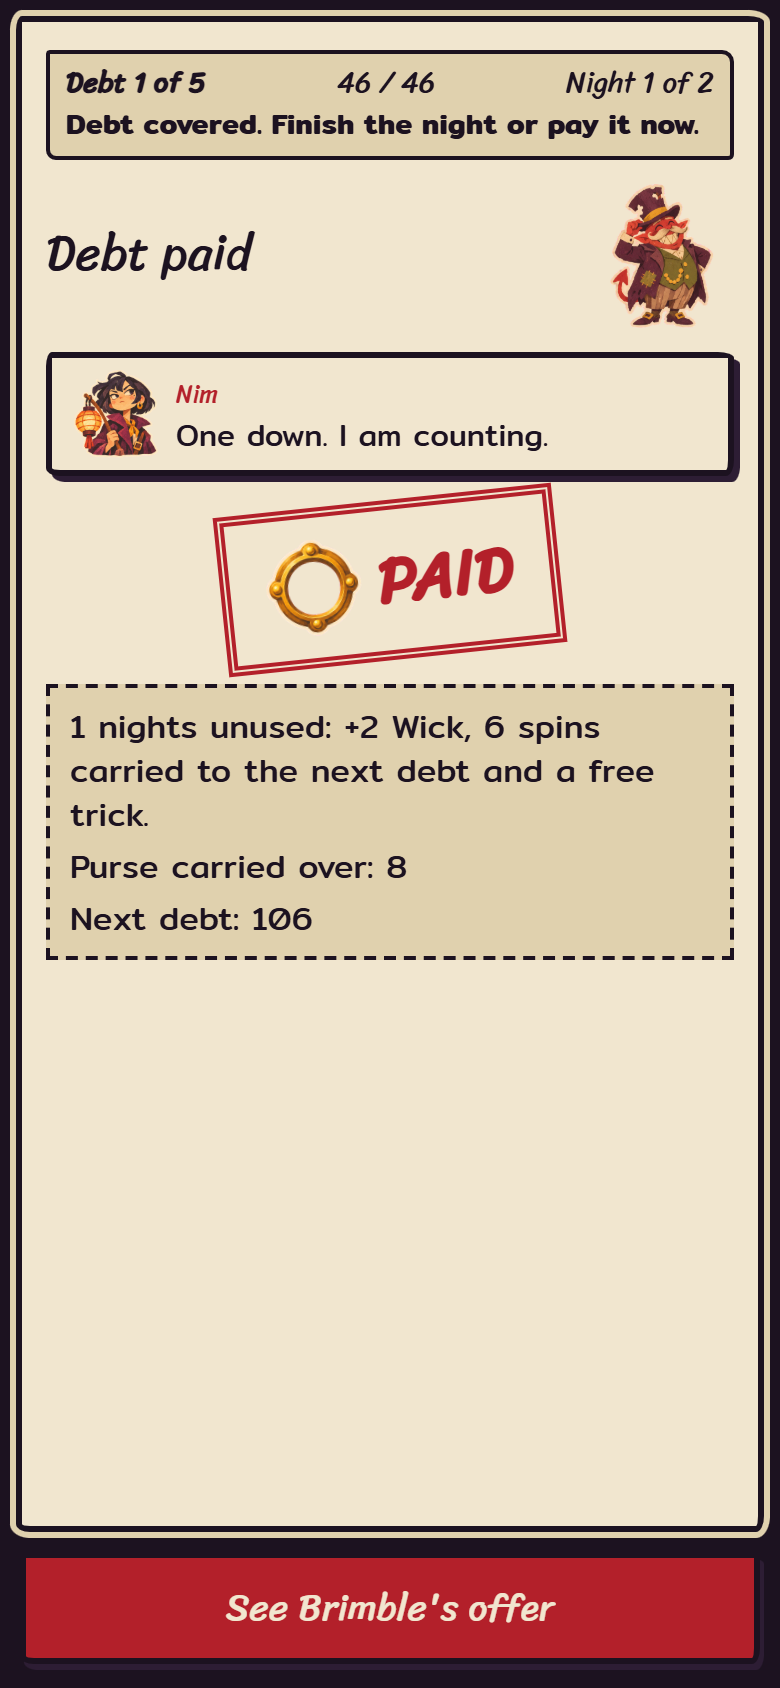 Debt 1 of 5
46 / 46
Night 1 of 2
Debt covered. Finish the night or pay it now.
Debt paid
Nim
One down. I am counting.
PAID
1 nights unused: +2 Wick, 6 spins
carried to the next debt and a free
trick.
Purse carried over: 8
Next debt: 106
See Brimble's offer